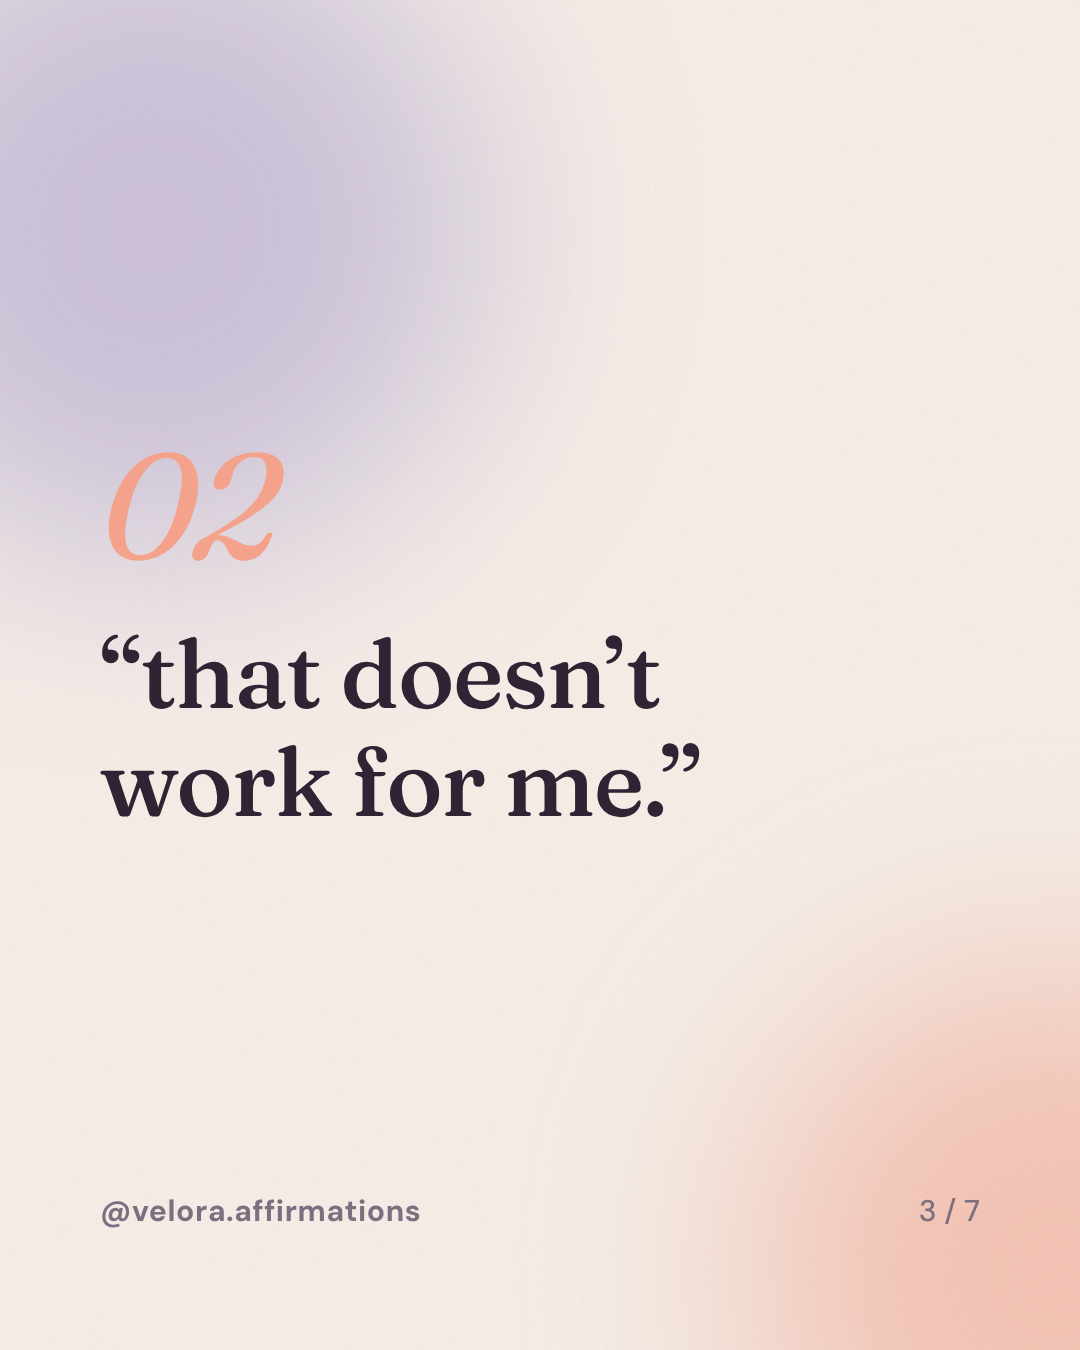 02
“that doesn’t
work for me.”
@velora.affirmations
3 / 7